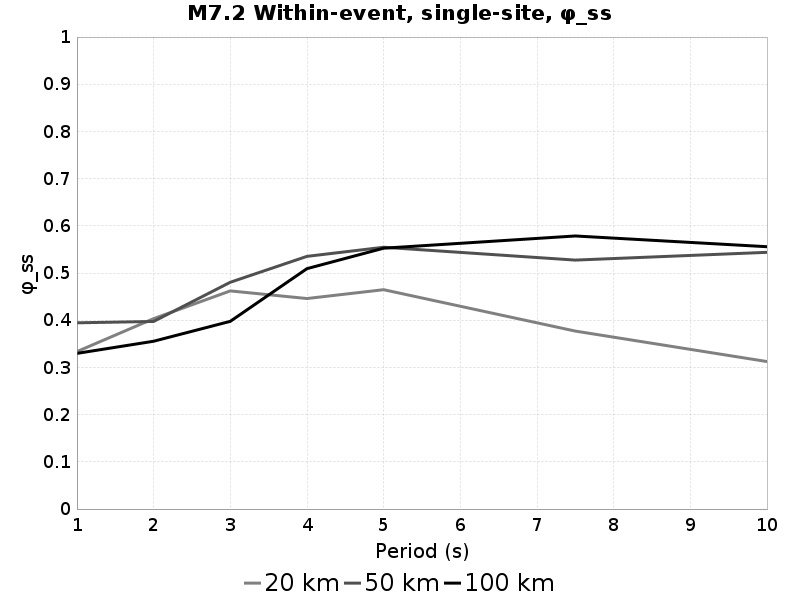 M7.2 Within-event, single-site, φ_ss
1
0.9
0.8
0.7
0.6
0.5
0.4
0.3
0.2
0.1
0
φ_ss
1 2 3 4 5 6 7 8 9 10
Period (s)
20 km 50 km 100 km